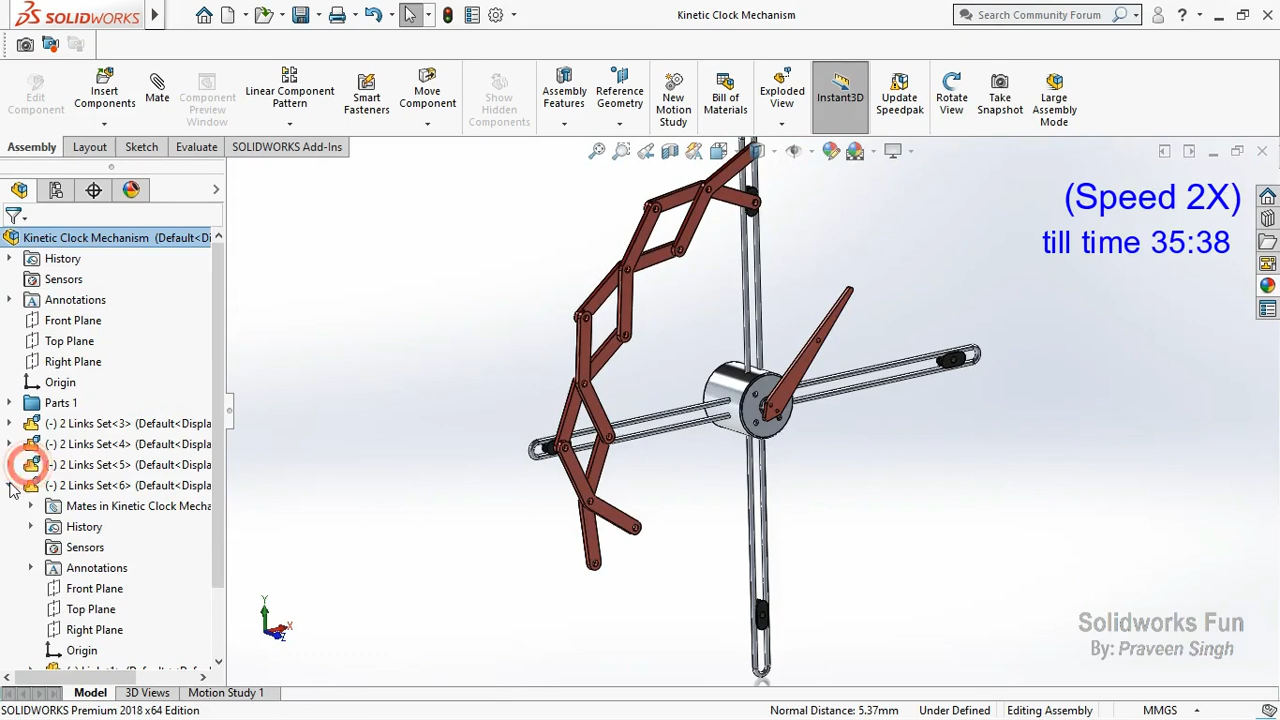 SOLIDWORKS
Kinetic Clock Mechanism
Search Community Forum
?
Edit Component
Insert Components
Mate
Component Preview Window
Linear Component Pattern
Smart Fasteners
Move Component
Show Hidden Components
Assembly Features
Reference Geometry
New Motion Study
Bill of Materials
Exploded View
Instant3D
Update Speedpak
Rotate View
Take Snapshot
Large Assembly Mode
Assembly
Layout
Sketch
Evaluate
SOLIDWORKS Add-Ins
(Speed 2X)
till time 35:38
Kinetic Clock Mechanism (Default<Di
History
Sensors
Annotations
Front Plane
Top Plane
Right Plane
Origin
Parts 1
(-) 2 Links Set<3> (Default<Displa
(-) 2 Links Set<4> (Default<Displa
(-) 2 Links Set<5> (Default<Displa
(-) 2 Links Set<6> (Default<Displa
Mates in Kinetic Clock Mecha
History
Sensors
Annotations
Front Plane
Top Plane
Right Plane
Origin
Y
X
Z
Solidworks Fun
By: Praveen Singh
Model
3D Views
Motion Study 1
SOLIDWORKS Premium 2018 x64 Edition
Normal Distance: 5.37mm
Under Defined
Editing Assembly
MMGS